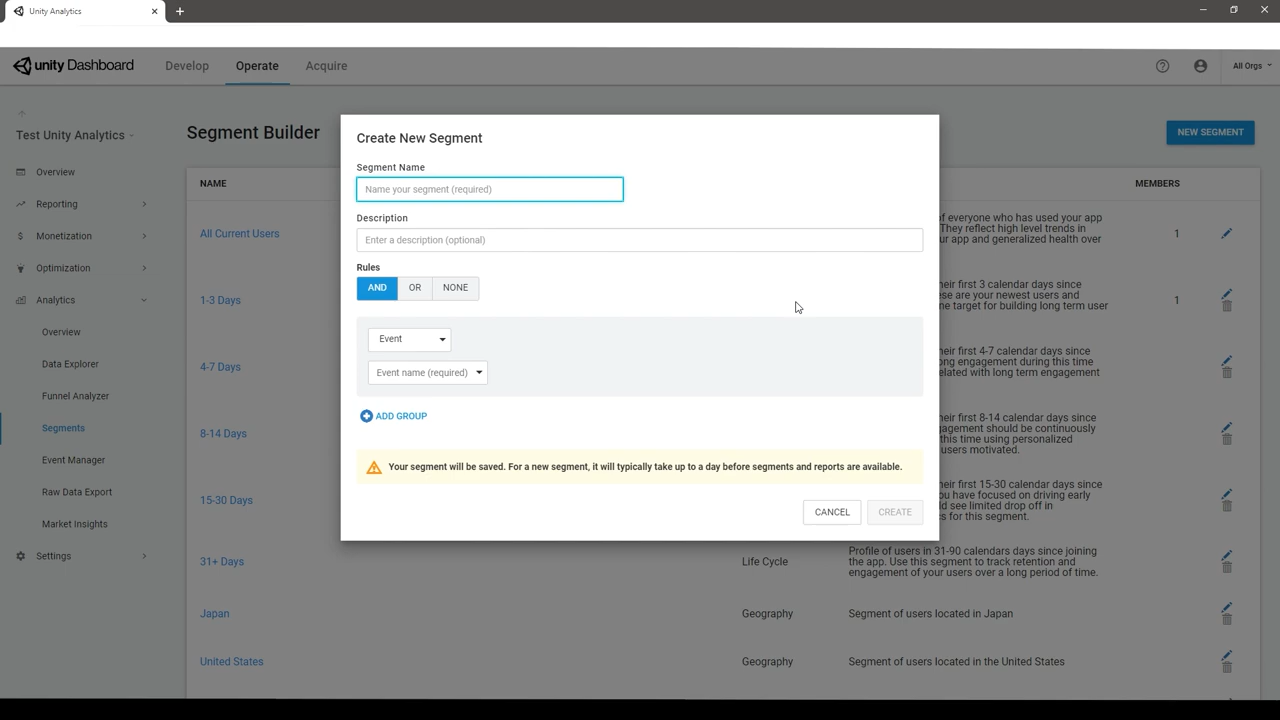 Unity Analytics
unity Dashboard
Develop
Operate
Acquire
All Orgs
Test Unity Analytics
Overview
Reporting
Monetization
Optimization
Analytics
Overview
Data Explorer
Funnel Analyzer
Segments
Event Manager
Raw Data Export
Market Insights
Settings
Segment Builder
NEW SEGMENT
NAME
MEMBERS
All Current Users
of everyone who has used your app
They reflect high level trends in
ur app and generalized health over
1
1-3 Days
heir first 3 calendar days since
ese are your newest users and
ne target for building long term user
1
4-7 Days
heir first 4-7 calendar days since
ong engagement during this time
elated with long term engagement
8-14 Days
heir first 8-14 calendar days since
gagement should be continuously
this time using personalized
users motivated.
15-30 Days
heir first 15-30 calendar days since
ou have focused on driving early
ld see limited drop off in
cs for this segment.
31+ Days
Life Cycle
Profile of users in 31-90 calendars days since joining
the app. Use this segment to track retention and
engagement of your users over a long period of time.
Japan
Geography
Segment of users located in Japan
United States
Geography
Segment of users located in the United States
Create New Segment
Segment Name
Name your segment (required)
Description
Enter a description (optional)
Rules
AND
OR
NONE
Event
Event name (required)
ADD GROUP
Your segment will be saved. For a new segment, it will typically take up to a day before segments and reports are available.
CANCEL
CREATE